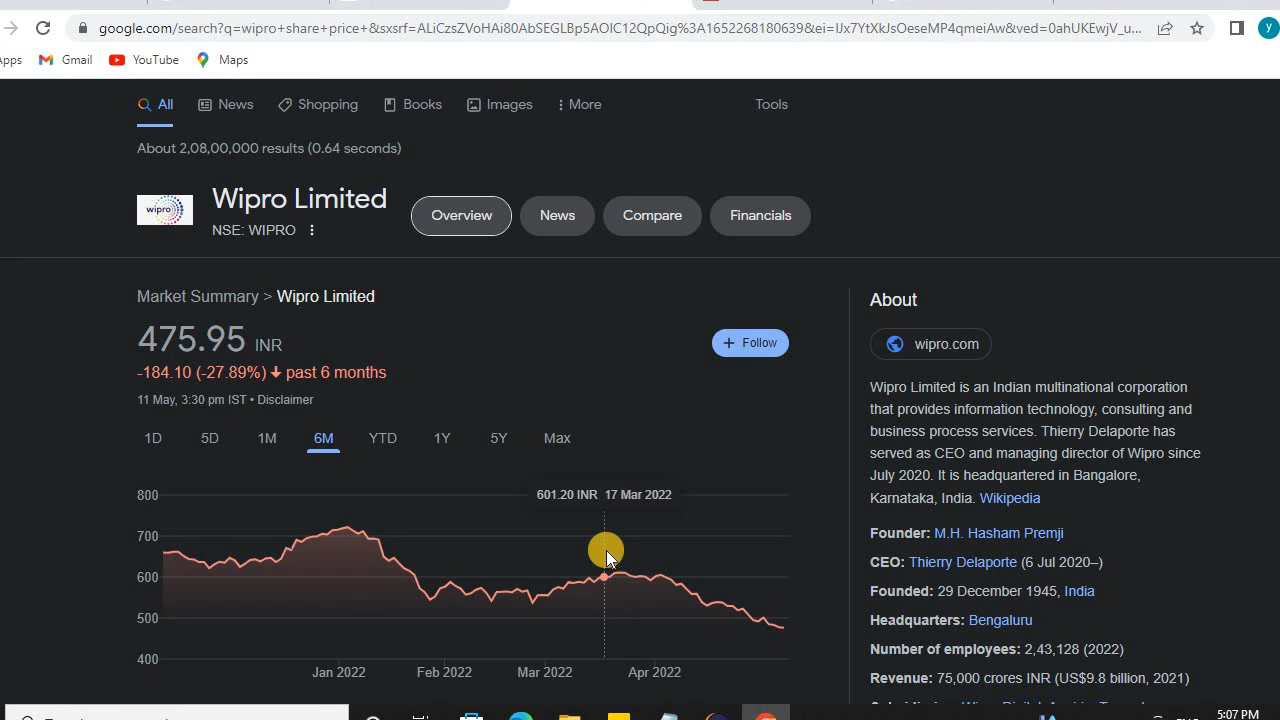 google.com/search?q=wipro+share+price+&sxsrf=ALiCzsZVoHAi80AbSEGLBp5AOlC12QpQig%3A1652268180639&ei=
pps Gmail YouTube Maps
y
All News Shopping Books Images More Tools
About 2,08,00,000 results (0.64 seconds)
wipro
Wipro Limited
NSE: WIPRO
Overview News Compare Financials
Market Summary > Wipro Limited
475.95 INR
+ Follow
-184.10 (-27.89%) ↓ past 6 months
11 May, 3:30 pm IST • Disclaimer
1D 5D 1M 6M YTD 1Y 5Y Max
601.20 INR 17 Mar 2022
800
700
600
500
400
Jan 2022 Feb 2022 Mar 2022 Apr 2022
About
wipro.com
Wipro Limited is an Indian multinational corporation
that provides information technology, consulting and
business process services. Thierry Delaporte has
served as CEO and managing director of Wipro since
July 2020. It is headquartered in Bangalore,
Karnataka, India. Wikipedia
Founder: M.H. Hasham Premji
CEO: Thierry Delaporte (6 Jul 2020–)
Founded: 29 December 1945, India
Headquarters: Bengaluru
Number of employees: 2,43,128 (2022)
Revenue: 75,000 crores INR (US$9.8 billion, 2021)
5:07 PM